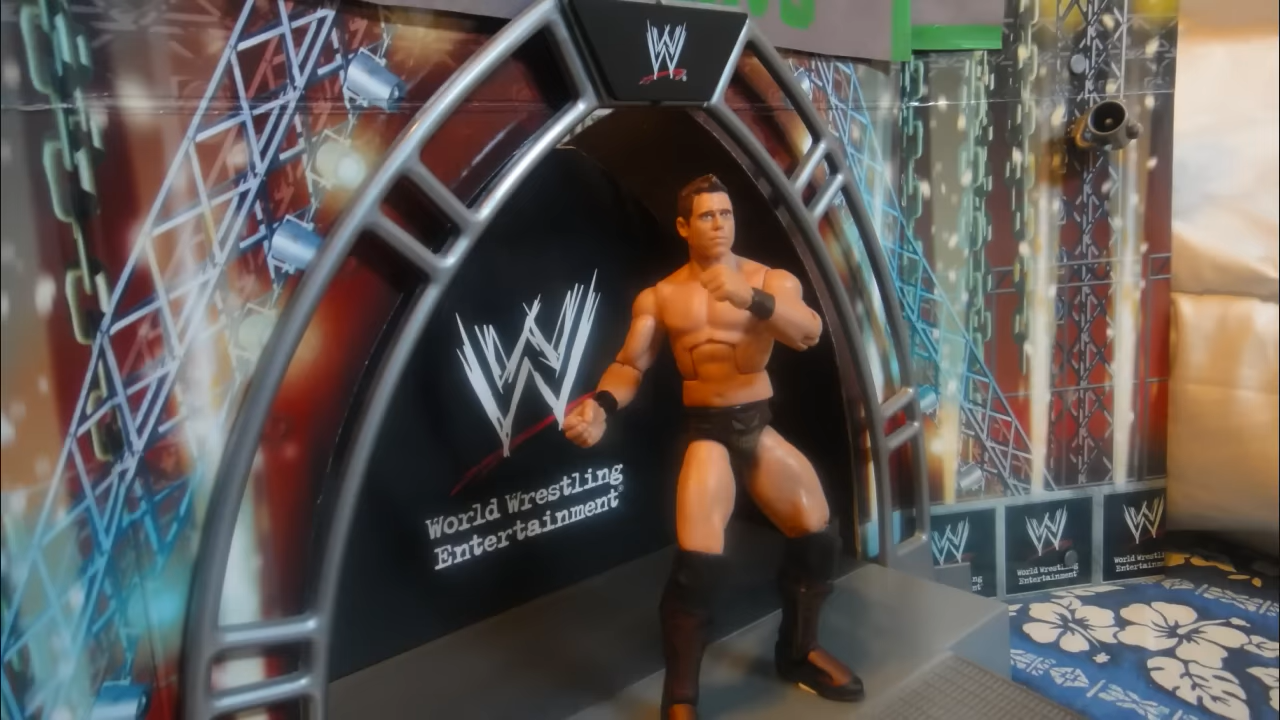 W
W
World Wrestling
Entertainment®
W
W
World Wrestling
Entertainment
W
World Wrestling
Entertainment